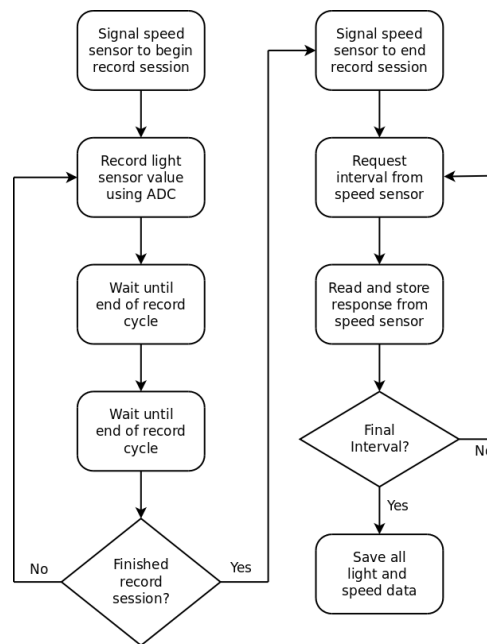 Signal speed
sensor to begin
record session
Record light
sensor value
using ADC
Wait until
end of record
cycle
Wait until
end of record
cycle
Finished
record
session?
No
Yes
Signal speed
sensor to end
record session
Request
interval from
speed sensor
Read and store
response from
speed sensor
Final
Interval?
No
Yes
Save all
light and
speed data